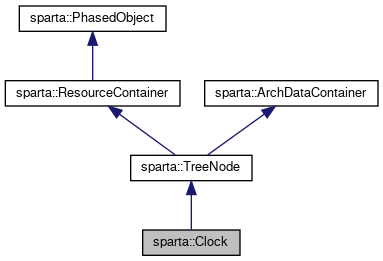 sparta::PhasedObject
sparta::ResourceContainer
sparta::ArchDataContainer
sparta::TreeNode
sparta::Clock